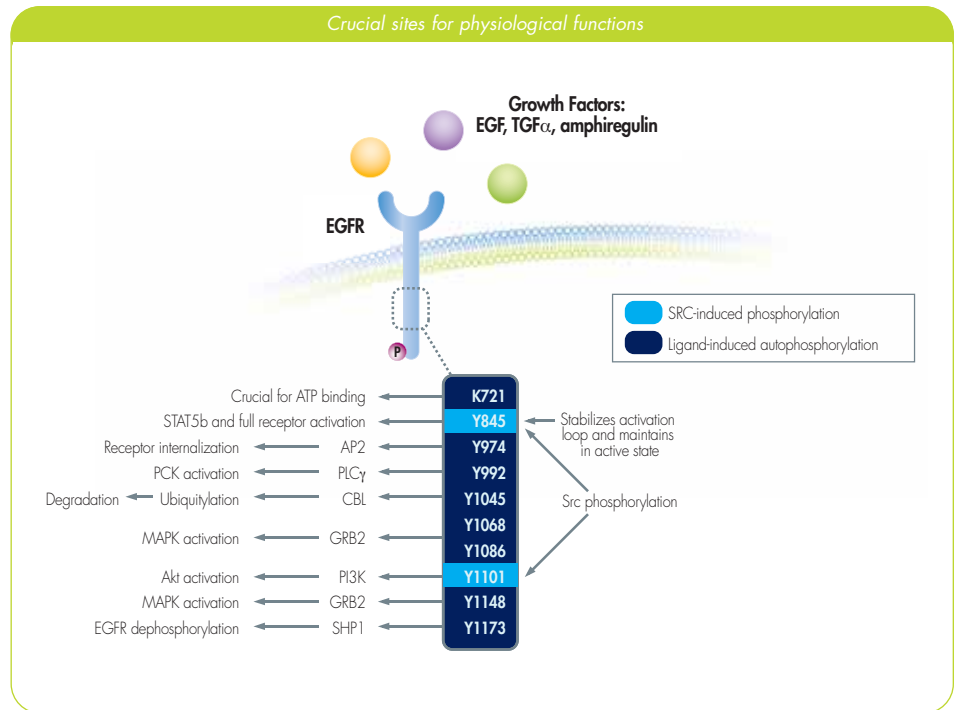 Crucial sites for physiological functions
Growth Factors:
EGF, TGFα, amphiregulin
EGFR
SRC-induced phosphorylation
Ligand-induced autophosphorylation
P
Crucial for ATP binding K721
STAT5b and full receptor activation Y845 Stabilizes activation
loop and maintains
in active state
Receptor internalization AP2 Y974
PCK activation PLCγ Y992
Degradation Ubiquitylation CBL Y1045 Src phosphorylation
Y1068
MAPK activation GRB2
Y1086
Akt activation PI3K Y1101
MAPK activation GRB2 Y1148
EGFR dephosphorylation SHP1 Y1173